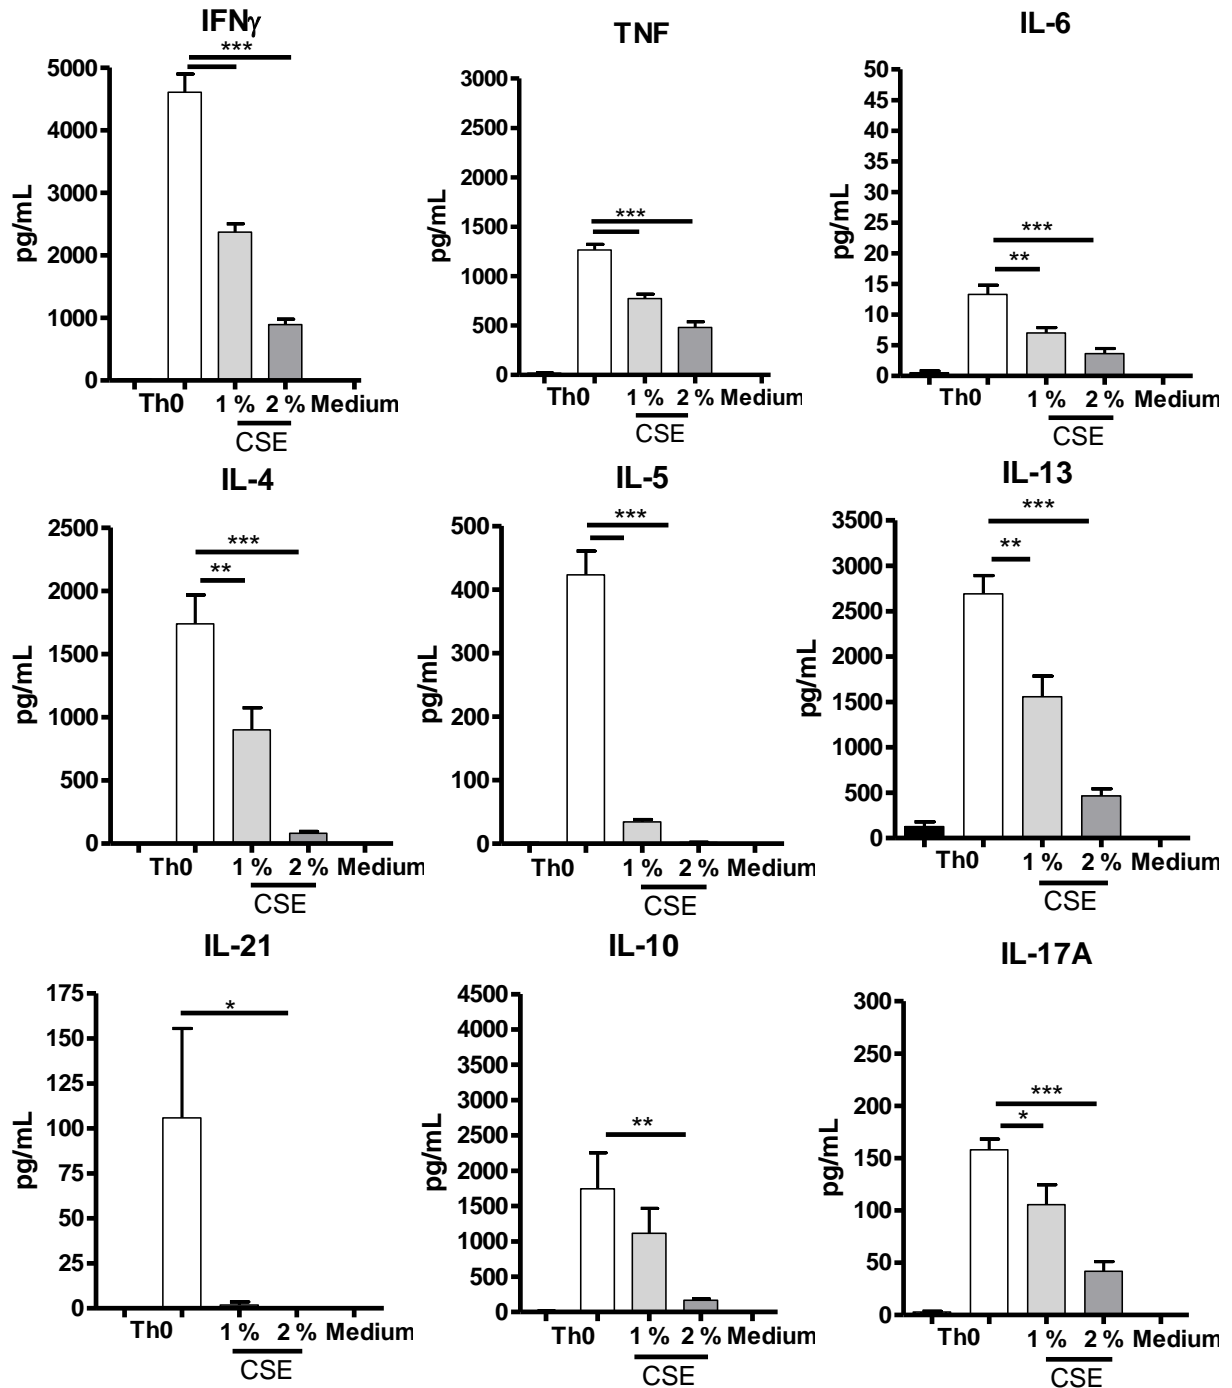 IFNγ
***
5000
4000
3000
2000
1000
0
pg/mL
Th0 1 % 2 % Medium
CSE
TNF
***
3000
2500
2000
1500
1000
500
0
pg/mL
Th0 1 % 2 % Medium
CSE
IL-6
***
**
50
45
40
35
30
25
20
15
10
5
0
pg/mL
Th0 1 % 2 % Medium
CSE
IL-4
***
**
2500
2000
1500
1000
500
0
pg/mL
Th0 1 % 2 % Medium
CSE
IL-5
***
500
400
300
200
100
0
pg/mL
Th0 1 % 2 % Medium
CSE
IL-13
***
**
3500
3000
2500
2000
1500
1000
500
0
pg/mL
Th0 1 % 2 % Medium
CSE
IL-21
*
175
150
125
100
75
50
25
0
pg/mL
Th0 1 % 2 % Medium
CSE
IL-10
**
4500
4000
3500
3000
2500
2000
1500
1000
500
0
pg/mL
Th0 1 % 2 % Medium
CSE
IL-17A
***
*
300
250
200
150
100
50
0
pg/mL
Th0 1 % 2 % Medium
CSE